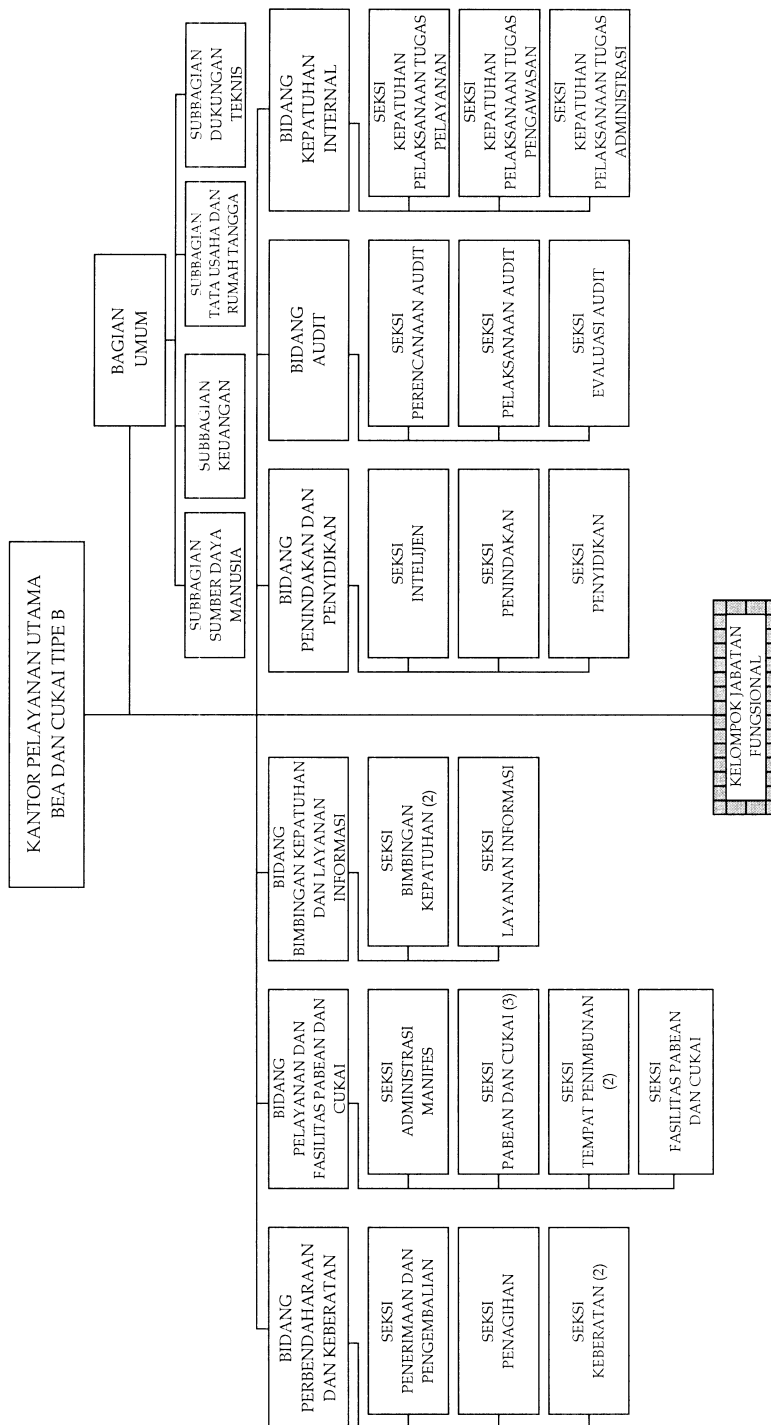 KANTOR PELAYANAN UTAMA
BEA DAN CUKAI TIPE B
BAGIAN
UMUM
SUBBAGIAN
SUMBER DAYA
MANUSIA
SUBBAGIAN
KEUANGAN
SUBBAGIAN
TATA USAHA DAN
RUMAH TANGGA
SUBBAGIAN
DUKUNGAN
TEKNIS
BIDANG
PERBENDAHARAAN
DAN KEBERATAN
SEKSI
PENERIMAAN DAN
PENGEMBALIAN
SEKSI
PENAGIHAN
SEKSI
KEBERATAN (2)
BIDANG
PELAYANAN DAN
FASILITAS PABEAN DAN
CUKAI
SEKSI
ADMINISTRASI
MANIFES
SEKSI
PABEAN DAN CUKAI (3)
SEKSI
TEMPAT PENIMBUNAN
(2)
SEKSI
FASILITAS PABEAN
DAN CUKAI
BIDANG
BIMBINGAN KEPATUHAN
DAN LAYANAN
INFORMASI
SEKSI
BIMBINGAN
KEPATUHAN (2)
SEKSI
LAYANAN INFORMASI
BIDANG
PENINDAKAN DAN
PENYIDIKAN
SEKSI
INTELIJEN
SEKSI
PENINDAKAN
SEKSI
PENYIDIKAN
BIDANG
AUDIT
SEKSI
PERENCANAAN AUDIT
SEKSI
PELAKSANAAN AUDIT
SEKSI
EVALUASI AUDIT
BIDANG
KEPATUHAN
INTERNAL
SEKSI
KEPATUHAN
PELAKSANAAN TUGAS
PELAYANAN
SEKSI
KEPATUHAN
PELAKSANAAN TUGAS
PENGAWASAN
SEKSI
KEPATUHAN
PELAKSANAAN TUGAS
ADMINISTRASI
KELOMPOK JABATAN
FUNGSIONAL